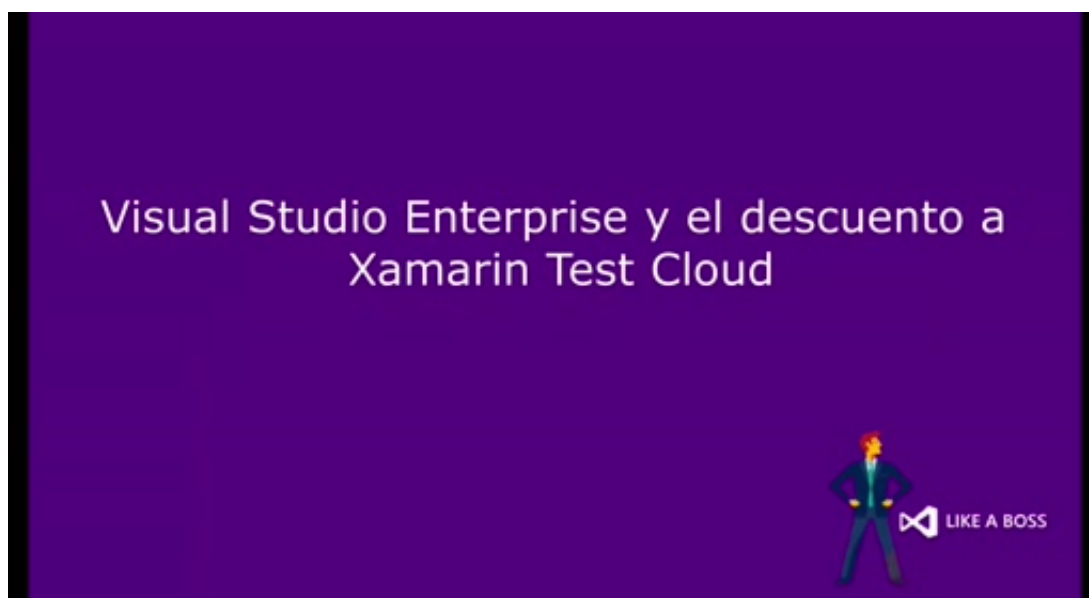 Visual Studio Enterprise y el descuento a
Xamarin Test Cloud
LIKE A BOSS